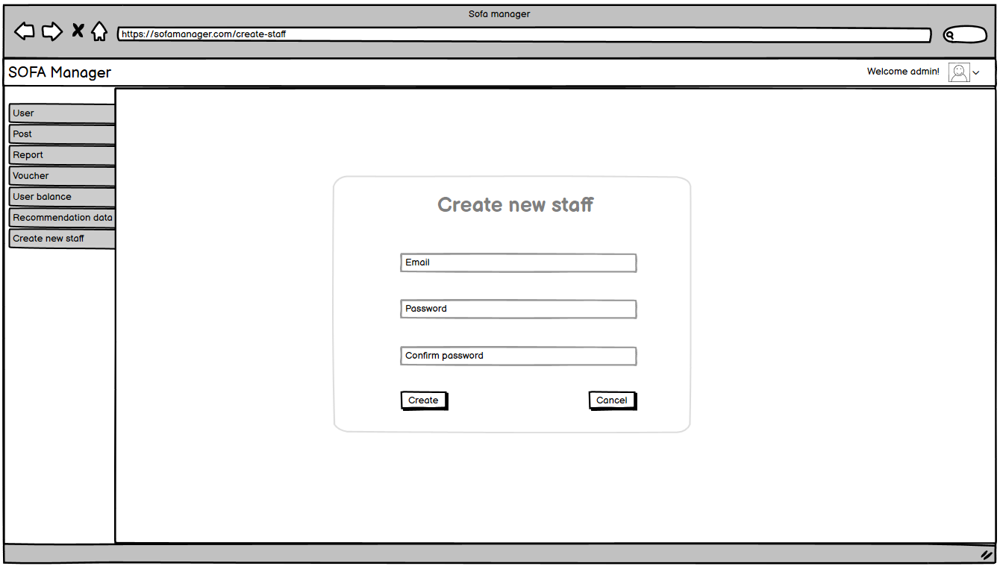 Sofa manager
https://sofamanager.com/create-staff
SOFA Manager
Welcome admin!
User
Post
Report
Voucher
User balance
Recommendation data
Create new staff
Create new staff
Email
Password
Confirm password
Create
Cancel